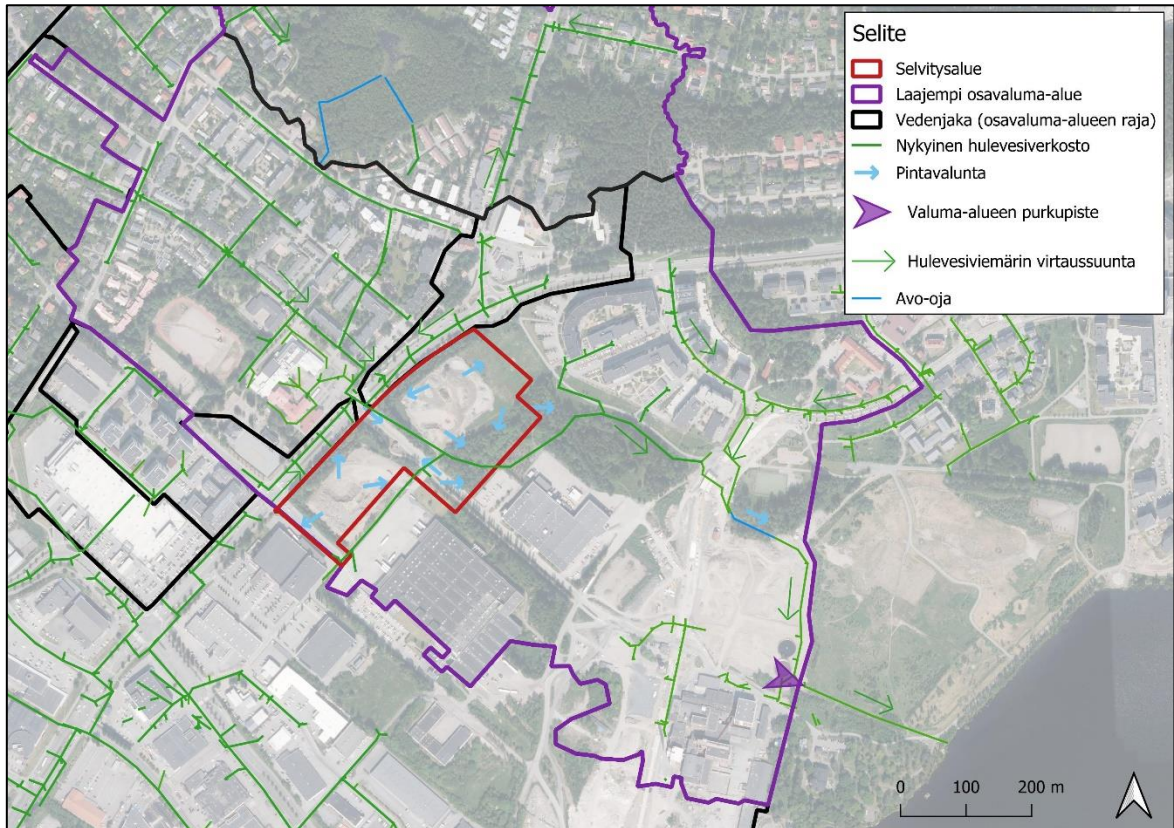 Selite
Selvitysalue
Laajempi osavaluma-alue
Vedenjaka (osavaluma-alueen raja)
Nykyinen hulevesiverkosto
Pintavalunta
Valuma-alueen purkupiste
Hulevesiviemärin virtaussuunta
Avo-oja
0 100 200 m